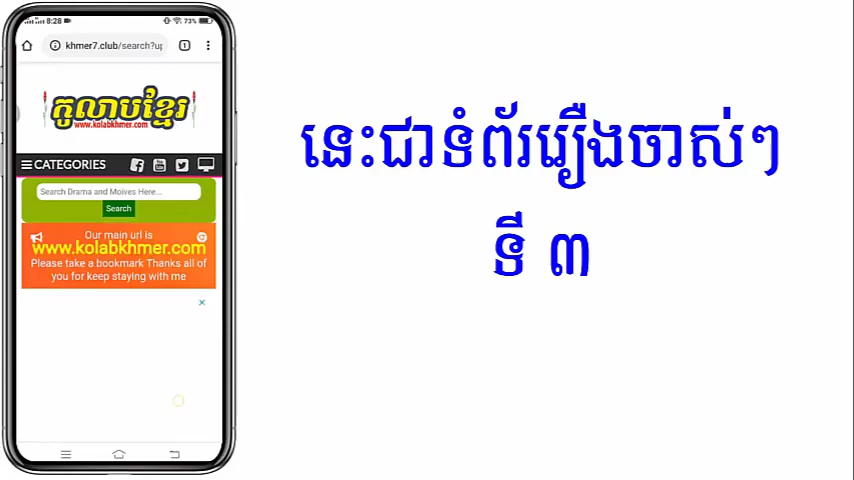 8:28
73%
khmer7.club/search?up
1
កូលាបខ្មែរ
www.kolabkhmer.com
CATEGORIES
Search Drama and Moives Here...
Search
Our main url is
www.kolabkhmer.com
Please take a bookmark Thanks all of
you for keep staying with me
នេះជាទំព័ររឿងចាស់ៗ
ទី ៣